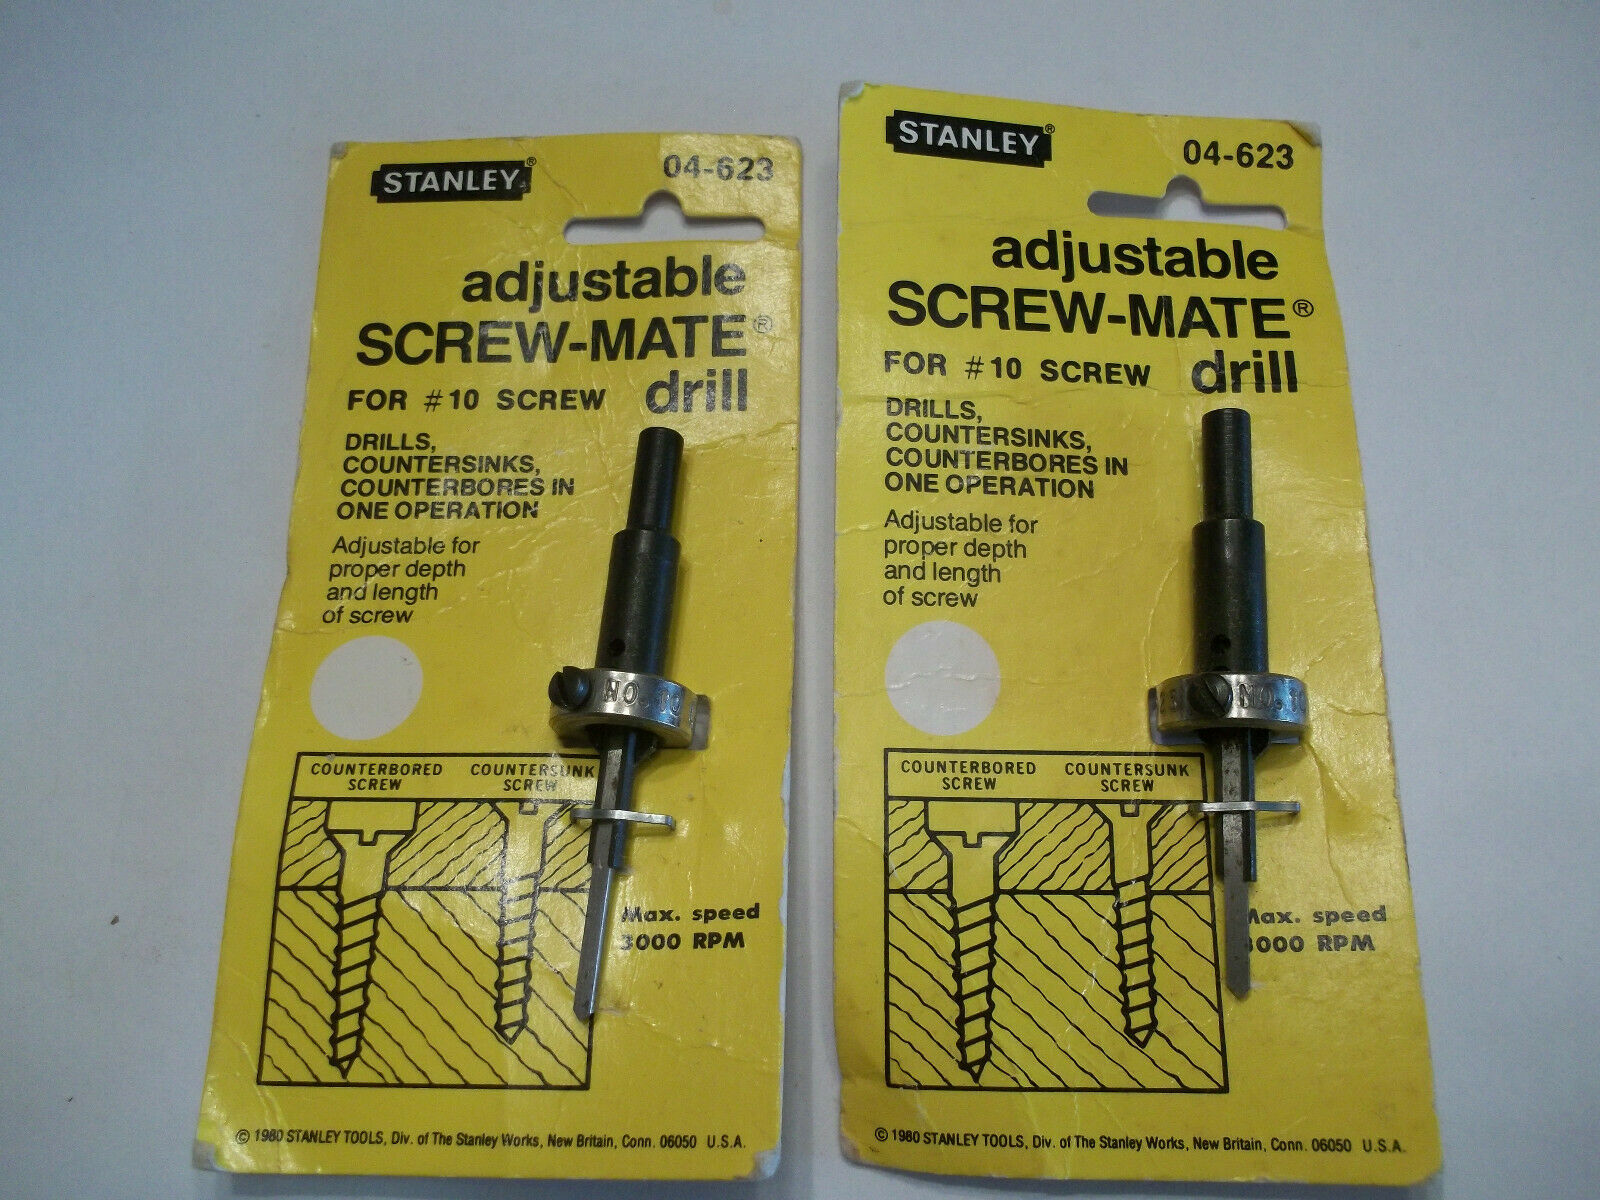 STANLEY®
04-623
adjustable
SCREW-MATE®
drill
FOR #10 SCREW
DRILLS,
COUNTERSINKS,
COUNTERBORES IN
ONE OPERATION
Adjustable for
proper depth
and length
of screw
NO.
COUNTERBORED
SCREW
COUNTERSUNK
SCREW
Max. speed
3000 RPM
© 1980 STANLEY TOOLS, Div. of The Stanley Works, New Britain, Conn. 06050 U.S.A.
STANLEY®
04-623
adjustable
SCREW-MATE®
drill
FOR #10 SCREW
DRILLS,
COUNTERSINKS,
COUNTERBORES IN
ONE OPERATION
Adjustable for
proper depth
and length
of screw
NO.
COUNTERBORED
SCREW
COUNTERSUNK
SCREW
Max. speed
3000 RPM
© 1980 STANLEY TOOLS, Div. of The Stanley Works, New Britain, Conn. 06050 U.S.A.